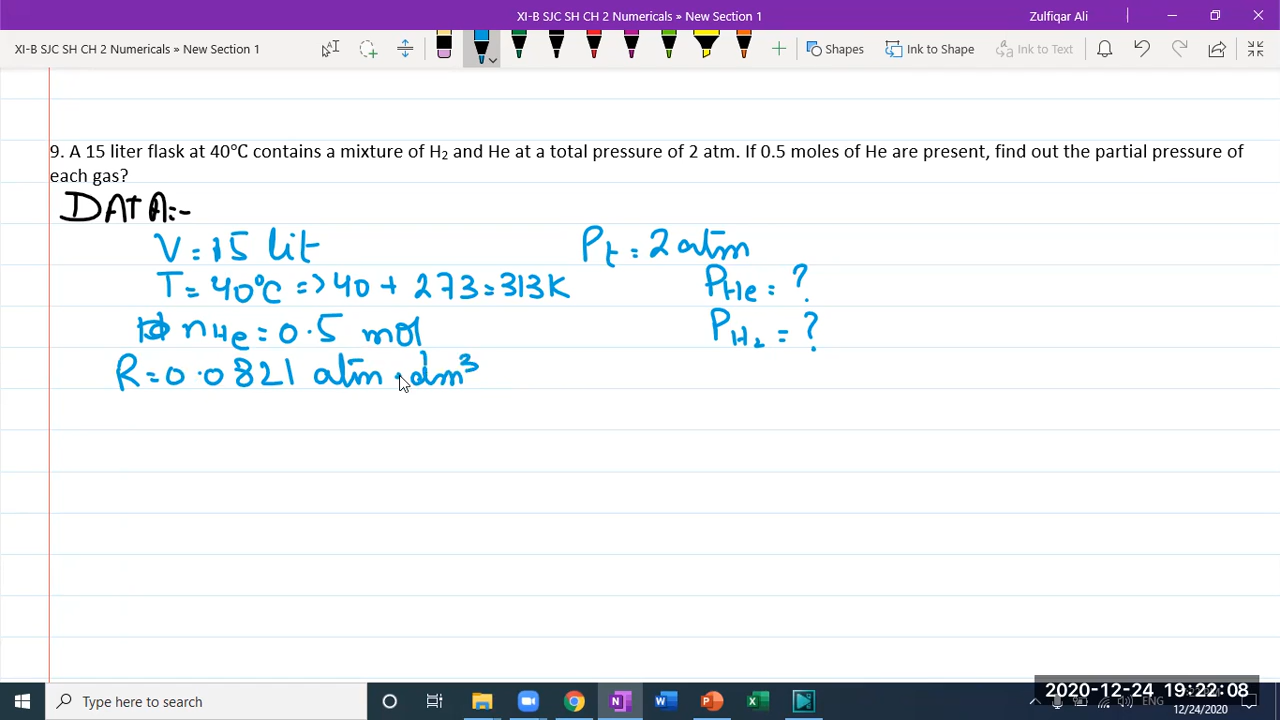 XI-B SJC SH CH 2 Numericals » New Section 1
Zulfiqar Ali
XI-B SJC SH CH 2 Numericals » New Section 1
Shapes
Ink to Shape
Ink to Text
9. A 15 liter flask at 40°C contains a mixture of H₂ and He at a total pressure of 2 atm. If 0.5 moles of He are present, find out the partial pressure of
each gas?
DATA:-
V = 15 lit
Pt = 2 atm
T = 40°C => 40 + 273 = 313K
PHe = ?
nHe = 0.5 mol
PH₂ = ?
R = 0.0821 atm . dm³
Type here to search
2020-12-24 19:22:08
12/24/2020